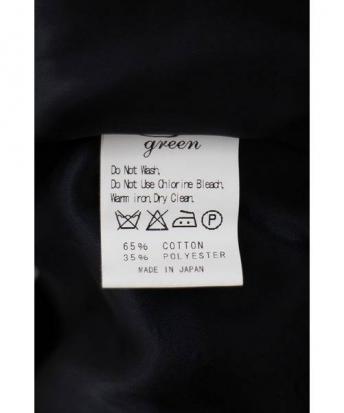 green
Do Not Wash.
Do Not Use Chlorine Bleach.
Warm iron. Dry Clean.
P
65% COTTON
35% POLYESTER
MADE IN JAPAN